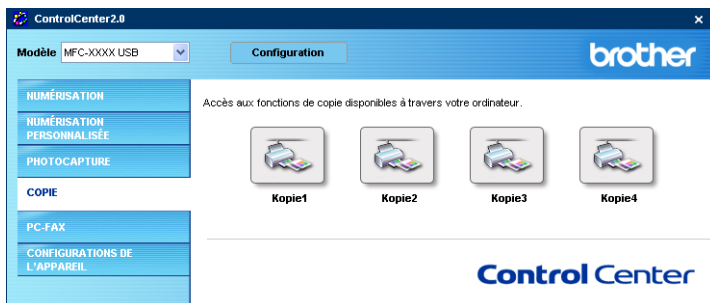 ControlCenter2.0
Modèle MFC-XXXX USB Configuration brother
NUMÉRISATION
NUMÉRISATION
PERSONNALISÉE
PHOTOCAPTURE
COPIE
PC-FAX
CONFIGURATIONS DE
L'APPAREIL
Accès aux fonctions de copie disponibles à travers votre ordinateur.
Kopie1 Kopie2 Kopie3 Kopie4
Control Center